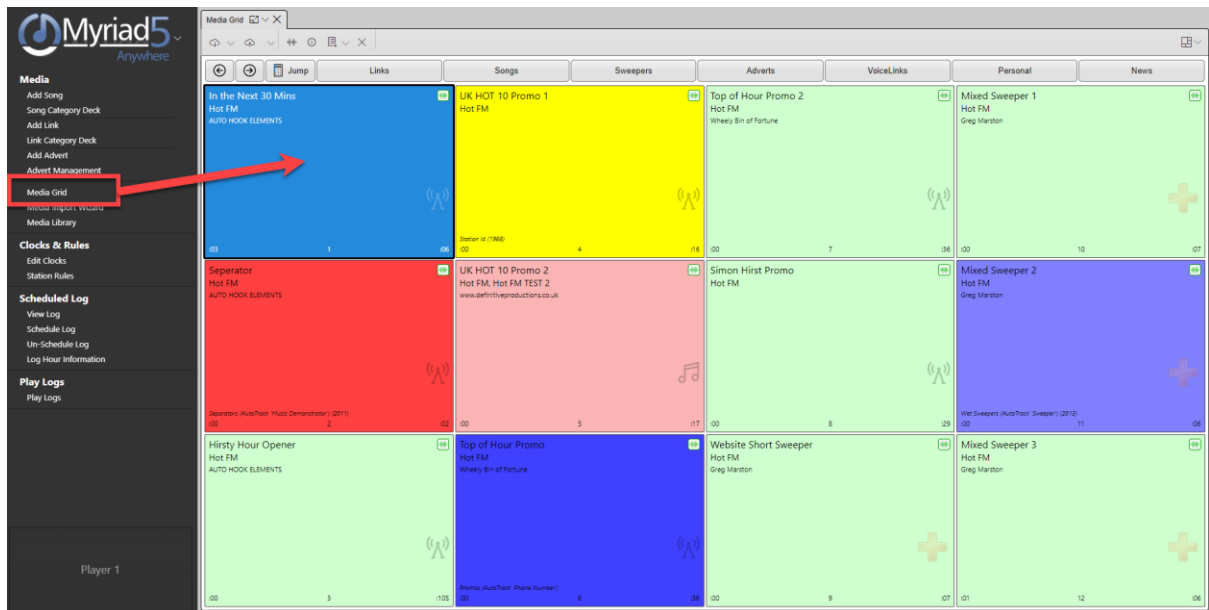 Myriad5
Anywhere
Media
Add Song
Song Category Deck
Add Link
Link Category Deck
Add Advert
Advert Management
Media Grid
Media Import Wizard
Media Library
Clocks & Rules
Edit Clocks
Station Rules
Scheduled Log
View Log
Schedule Log
Un-Schedule Log
Log Hour Information
Play Logs
Play Logs
Player 1
Media Grid
Jump Links Songs Sweepers Adverts VoiceLinks Personal News
In the Next 30 Mins
Hot FM
AUTO HOOK ELEMENTS
:03 1 :06
UK HOT 10 Promo 1
Hot FM
Station Id (1988)
:00 4 :16
Top of Hour Promo 2
Hot FM
Wheely Bin of Fortune
:00 7 :36
Mixed Sweeper 1
Hot FM
Greg Marston
:00 10 :07
Seperator
Hot FM
AUTO HOOK ELEMENTS
Separators (AutoTrack 'Music Demonstrator') (2011)
:00 2 :02
UK HOT 10 Promo 2
Hot FM, Hot FM TEST 2
www.definitiveproductions.co.uk
:00 5 :17
Simon Hirst Promo
Hot FM
:00 8 :29
Mixed Sweeper 2
Hot FM
Greg Marston
Wet Sweepers (AutoTrack 'Sweeper') (2013)
:00 11 :06
Hirsty Hour Opener
Hot FM
AUTO HOOK ELEMENTS
:00 3 :105
Top of Hour Promo
Hot FM
Wheely Bin of Fortune
Promos (AutoTrack 'Phone Number')
:00 6 :36
Website Short Sweeper
Hot FM
Greg Marston
:00 9 :07
Mixed Sweeper 3
Hot FM
Greg Marston
:01 12 :06